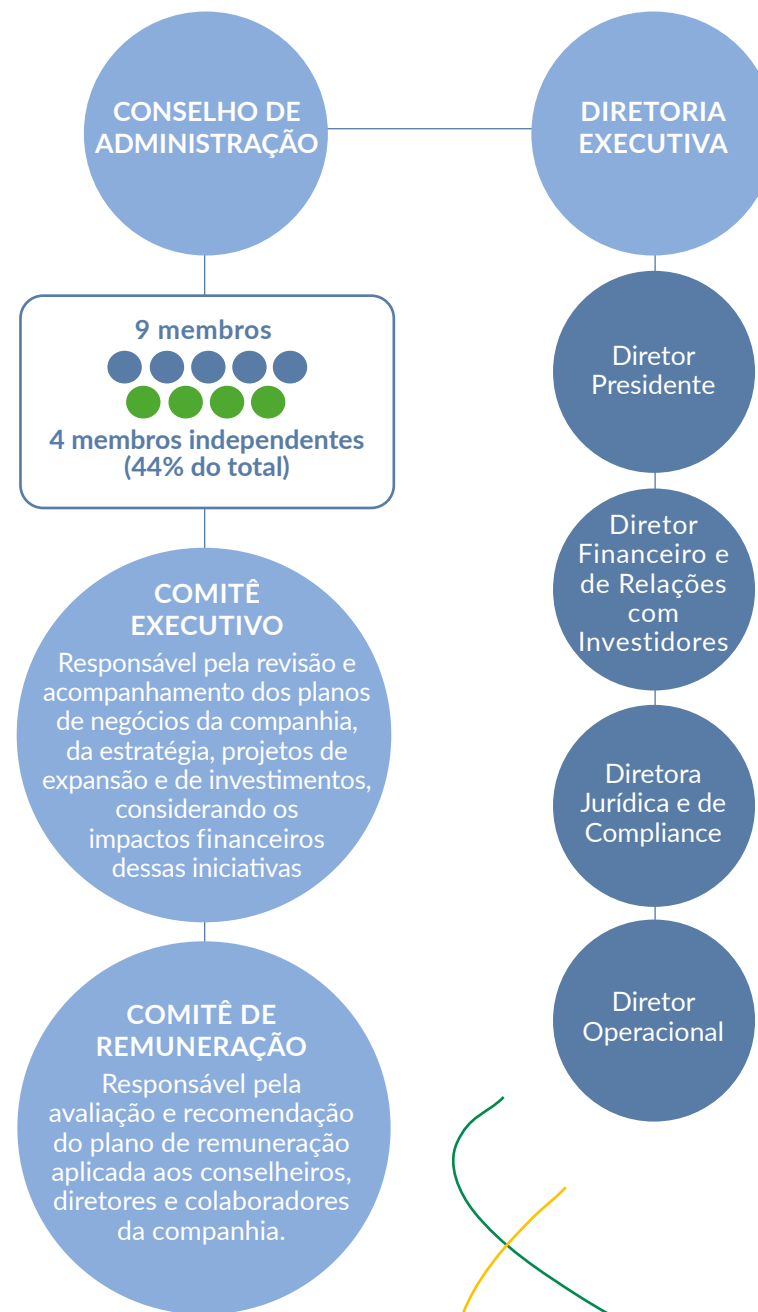 CONSELHO DE
ADMINISTRAÇÃO
9 membros
4 membros independentes
(44% do total)
COMITÊ
EXECUTIVO
Responsável pela revisão e
acompanhamento dos planos
de negócios da companhia,
da estratégia, projetos de
expansão e de investimentos,
considerando os
impactos financeiros
dessas iniciativas
COMITÊ DE
REMUNERAÇÃO
Responsável pela
avaliação e recomendação
do plano de remuneração
aplicada aos conselheiros,
diretores e colaboradores
da companhia.
DIRETORIA
EXECUTIVA
Diretor
Presidente
Diretor
Financeiro e
de Relações
com
Investidores
Diretora
Jurídica e de
Compliance
Diretor
Operacional